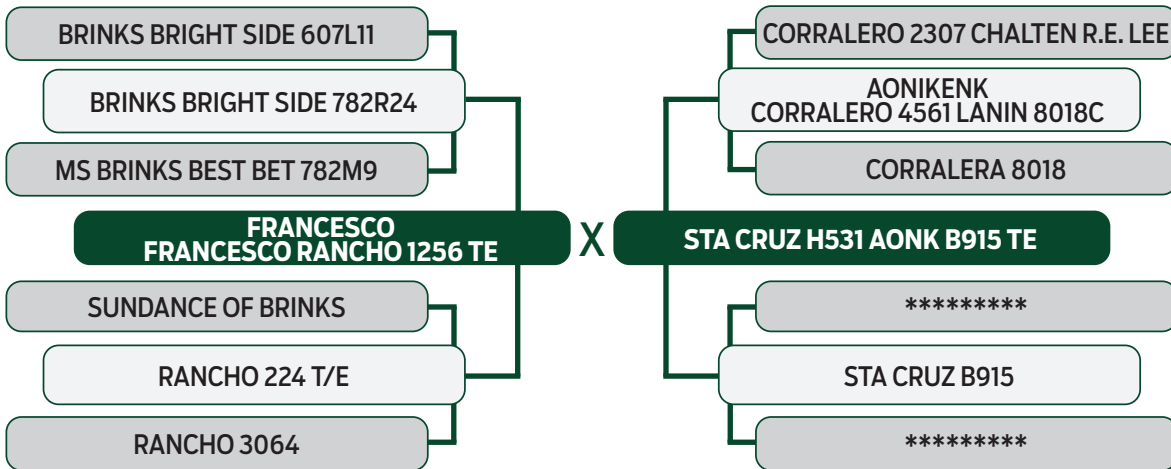 BRINKS BRIGHT SIDE 607L11
BRINKS BRIGHT SIDE 782R24
MS BRINKS BEST BET 782M9
FRANCESCO
FRANCESCO RANCHO 1256 TE
SUNDANCE OF BRINKS
RANCHO 224 T/E
RANCHO 3064
X
CORRALERO 2307 CHALTEN R.E. LEE
AONIKENK
CORRALERO 4561 LANIN 8018C
CORRALERA 8018
STA CRUZ H531 AONK B915 TE
*********
STA CRUZ B915
*********